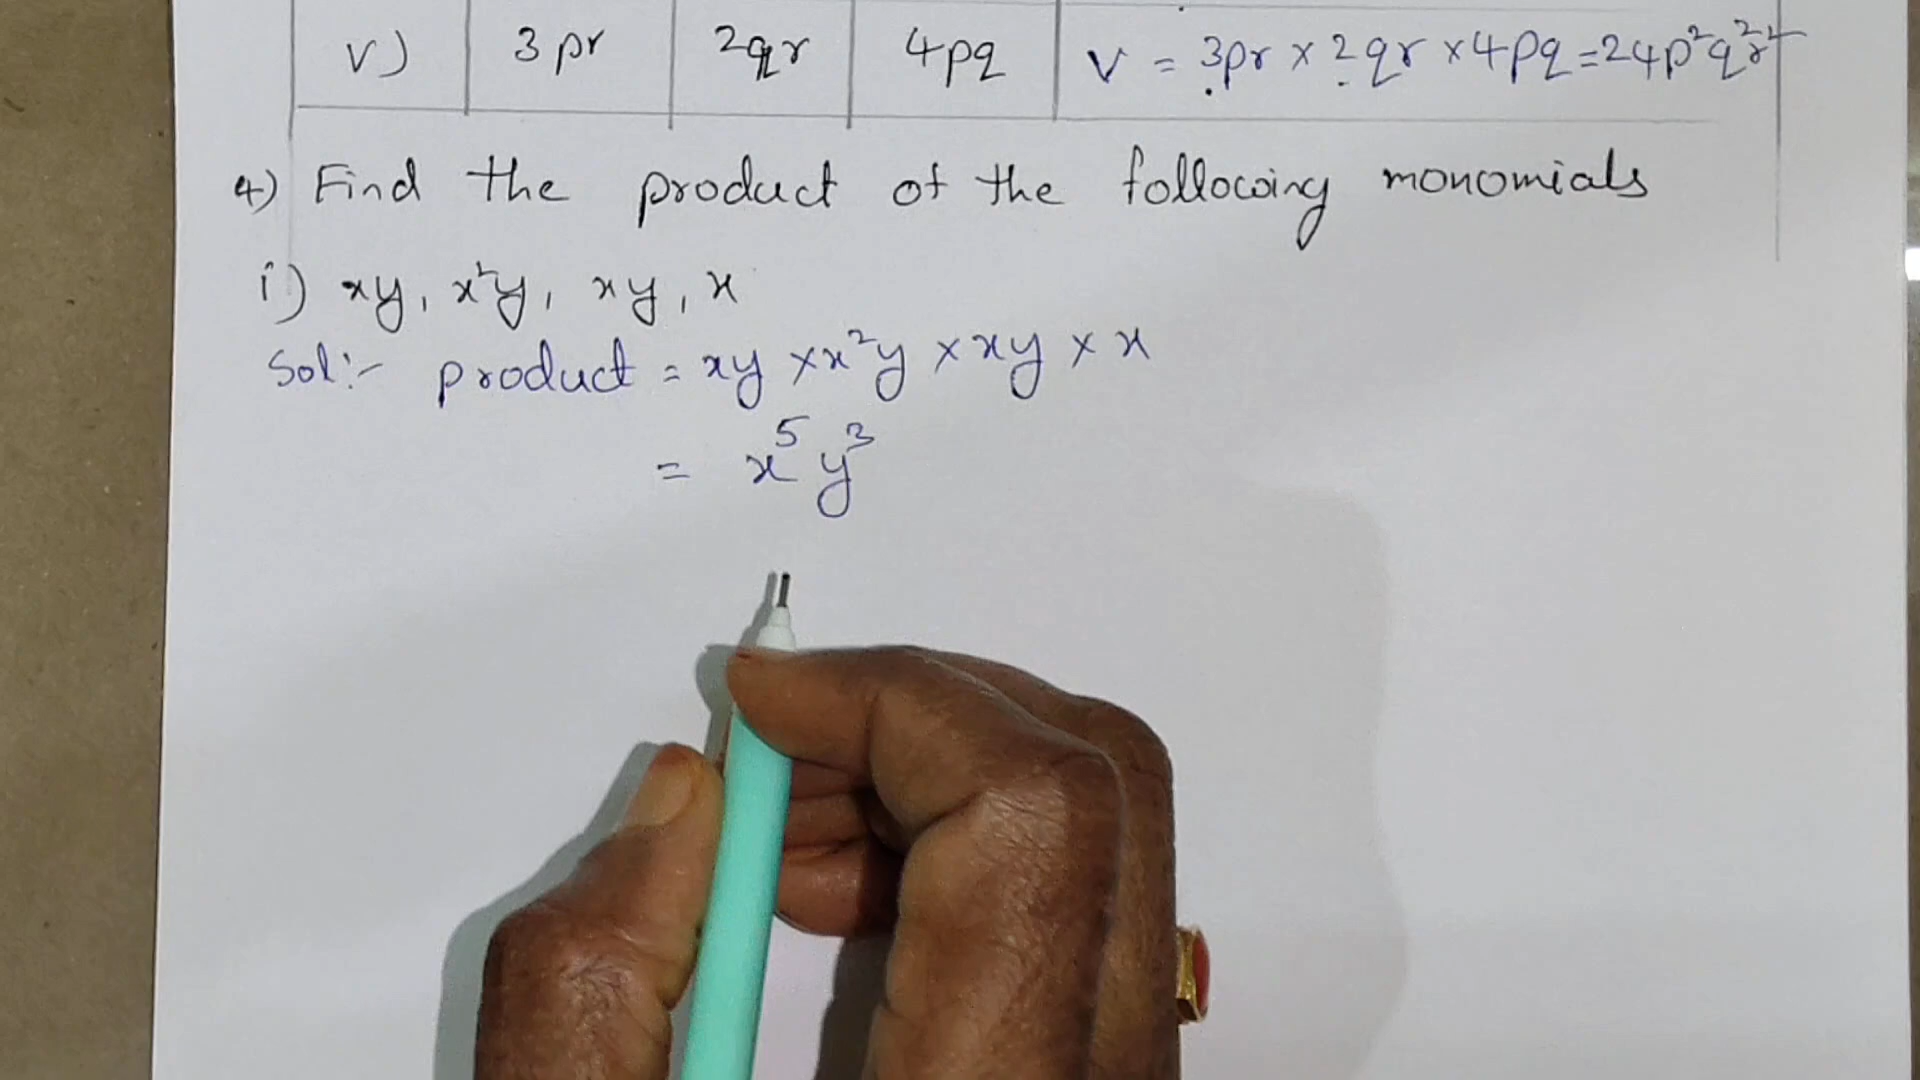 v) 3pr 2qr 4pq v = 3pr × 2qr × 4pq = 24p²q²r²
4) Find the product of the following monomials
i) xy, x²y, xy, x
Sol:- product = xy × x²y × xy × x
= x⁵y³